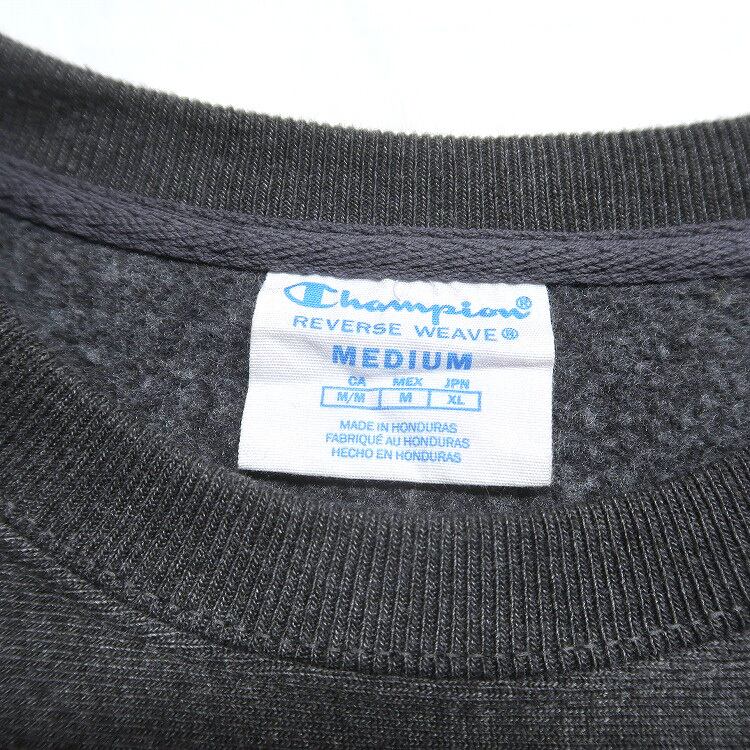 Champion®
REVERSE WEAVE®
MEDIUM
CA MEX JPN
M/M M XL
MADE IN HONDURAS
FABRIQUÉ AU HONDURAS
HECHO EN HONDURAS